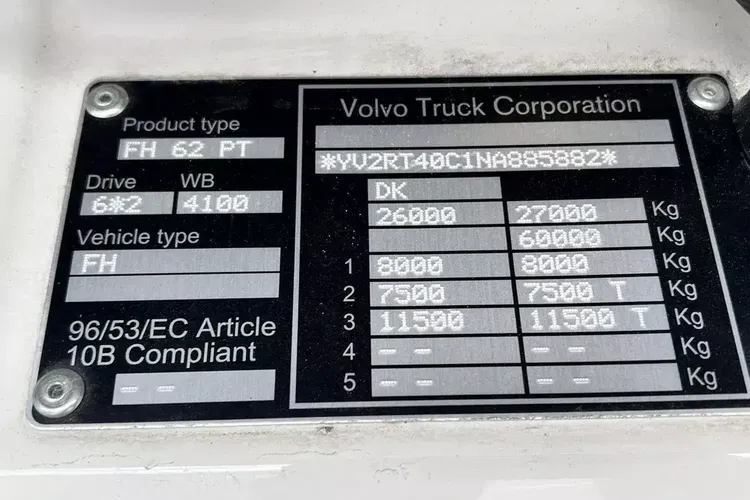 Volvo Truck Corporation
Product type
FH 62 PT
*YV2RT40C1NA885882*
Drive WB
6*2 4100
DK
26000 27000 Kg
60000 Kg
Vehicle type
FH
1 8000 8000 Kg
2 7500 7500 T Kg
3 11500 11500 T Kg
96/53/EC Article
10B Compliant
4 -- -- Kg
-- 
5 -- -- Kg